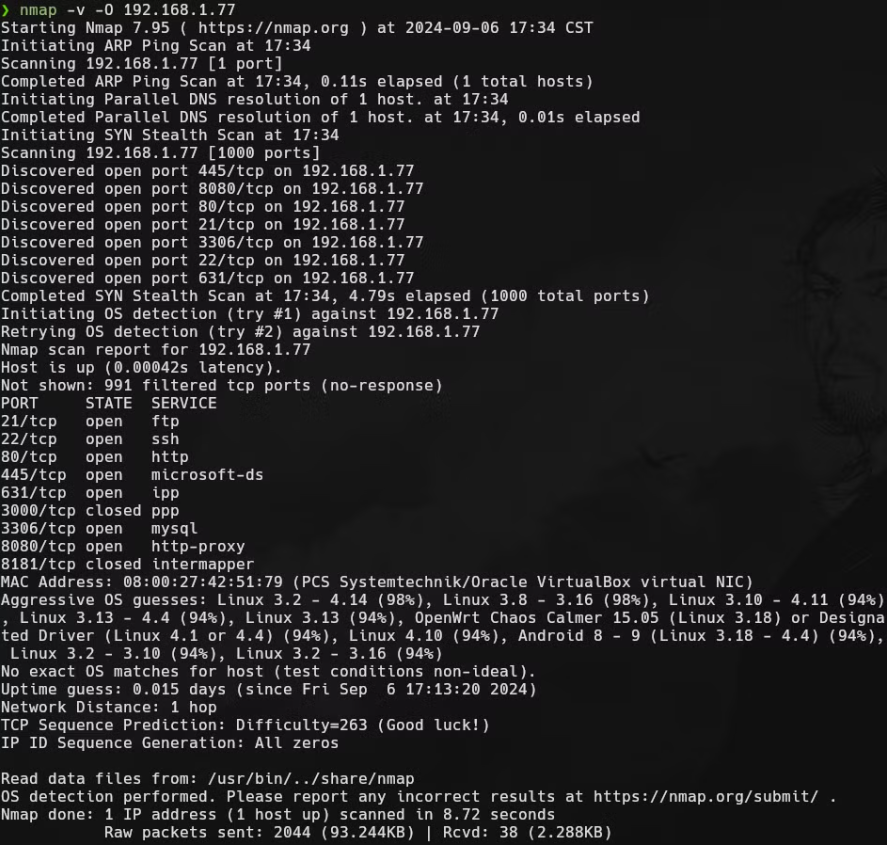 ❯ nmap -v -O 192.168.1.77
Starting Nmap 7.95 ( https://nmap.org ) at 2024-09-06 17:34 CST
Initiating ARP Ping Scan at 17:34
Scanning 192.168.1.77 [1 port]
Completed ARP Ping Scan at 17:34, 0.11s elapsed (1 total hosts)
Initiating Parallel DNS resolution of 1 host. at 17:34
Completed Parallel DNS resolution of 1 host. at 17:34, 0.01s elapsed
Initiating SYN Stealth Scan at 17:34
Scanning 192.168.1.77 [1000 ports]
Discovered open port 445/tcp on 192.168.1.77
Discovered open port 8080/tcp on 192.168.1.77
Discovered open port 80/tcp on 192.168.1.77
Discovered open port 21/tcp on 192.168.1.77
Discovered open port 3306/tcp on 192.168.1.77
Discovered open port 22/tcp on 192.168.1.77
Discovered open port 631/tcp on 192.168.1.77
Completed SYN Stealth Scan at 17:34, 4.79s elapsed (1000 total ports)
Initiating OS detection (try #1) against 192.168.1.77
Retrying OS detection (try #2) against 192.168.1.77
Nmap scan report for 192.168.1.77
Host is up (0.00042s latency).
Not shown: 991 filtered tcp ports (no-response)
PORT     STATE  SERVICE
21/tcp   open   ftp
22/tcp   open   ssh
80/tcp   open   http
445/tcp  open   microsoft-ds
631/tcp  open   ipp
3000/tcp closed ppp
3306/tcp open   mysql
8080/tcp open   http-proxy
8181/tcp closed intermapper
MAC Address: 08:00:27:42:51:79 (PCS Systemtechnik/Oracle VirtualBox virtual NIC)
Aggressive OS guesses: Linux 3.2 - 4.14 (98%), Linux 3.8 - 3.16 (98%), Linux 3.10 - 4.11 (94%)
, Linux 3.13 - 4.4 (94%), Linux 3.13 (94%), OpenWrt Chaos Calmer 15.05 (Linux 3.18) or Designa
ted Driver (Linux 4.1 or 4.4) (94%), Linux 4.10 (94%), Android 8 - 9 (Linux 3.18 - 4.4) (94%),
 Linux 3.2 - 3.10 (94%), Linux 3.2 - 3.16 (94%)
No exact OS matches for host (test conditions non-ideal).
Uptime guess: 0.015 days (since Fri Sep  6 17:13:20 2024)
Network Distance: 1 hop
TCP Sequence Prediction: Difficulty=263 (Good luck!)
IP ID Sequence Generation: All zeros

Read data files from: /usr/bin/../share/nmap
OS detection performed. Please report any incorrect results at https://nmap.org/submit/ .
Nmap done: 1 IP address (1 host up) scanned in 8.72 seconds
           Raw packets sent: 2044 (93.244KB) | Rcvd: 38 (2.288KB)